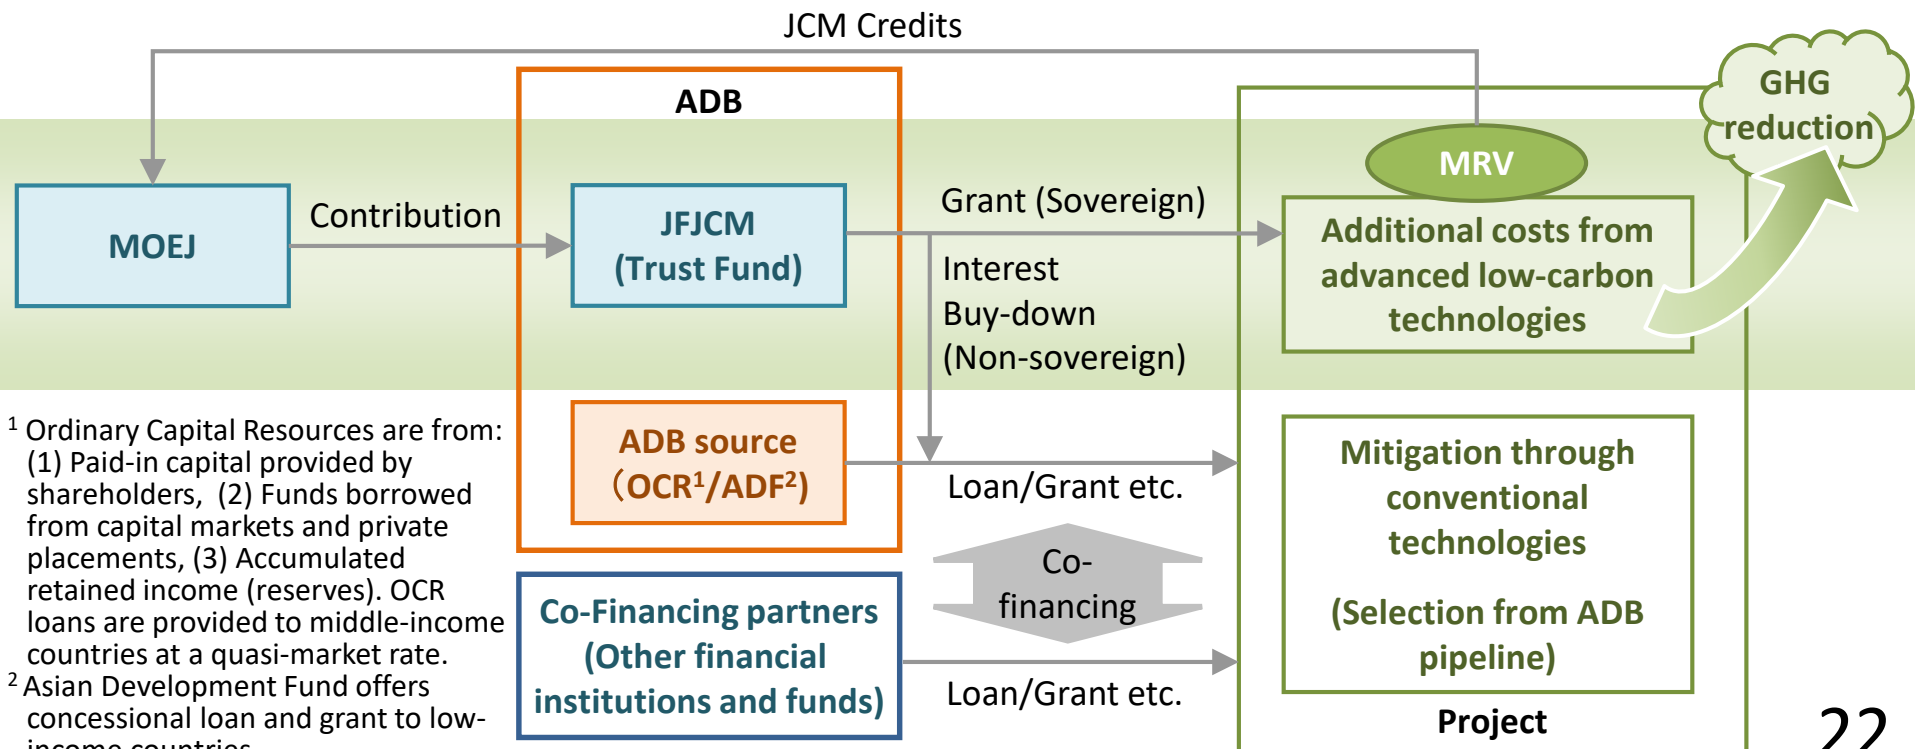 JCM Credits
ADB
GHG
reduction
MRV
MOEJ
Contribution
JFJCM
(Trust Fund)
Grant (Sovereign)
Interest
Buy-down
(Non-sovereign)
Additional costs from
advanced low-carbon
technologies
¹ Ordinary Capital Resources are from:
(1) Paid-in capital provided by
shareholders, (2) Funds borrowed
from capital markets and private
placements, (3) Accumulated
retained income (reserves). OCR
loans are provided to middle-income
countries at a quasi-market rate.
² Asian Development Fund offers
concessional loan and grant to low-
income countries
ADB source
（OCR¹/ADF²)
Loan/Grant etc.
Co-
financing
Co-Financing partners
(Other financial
institutions and funds)
Loan/Grant etc.
Mitigation through
conventional
technologies
(Selection from ADB
pipeline)
Project
22